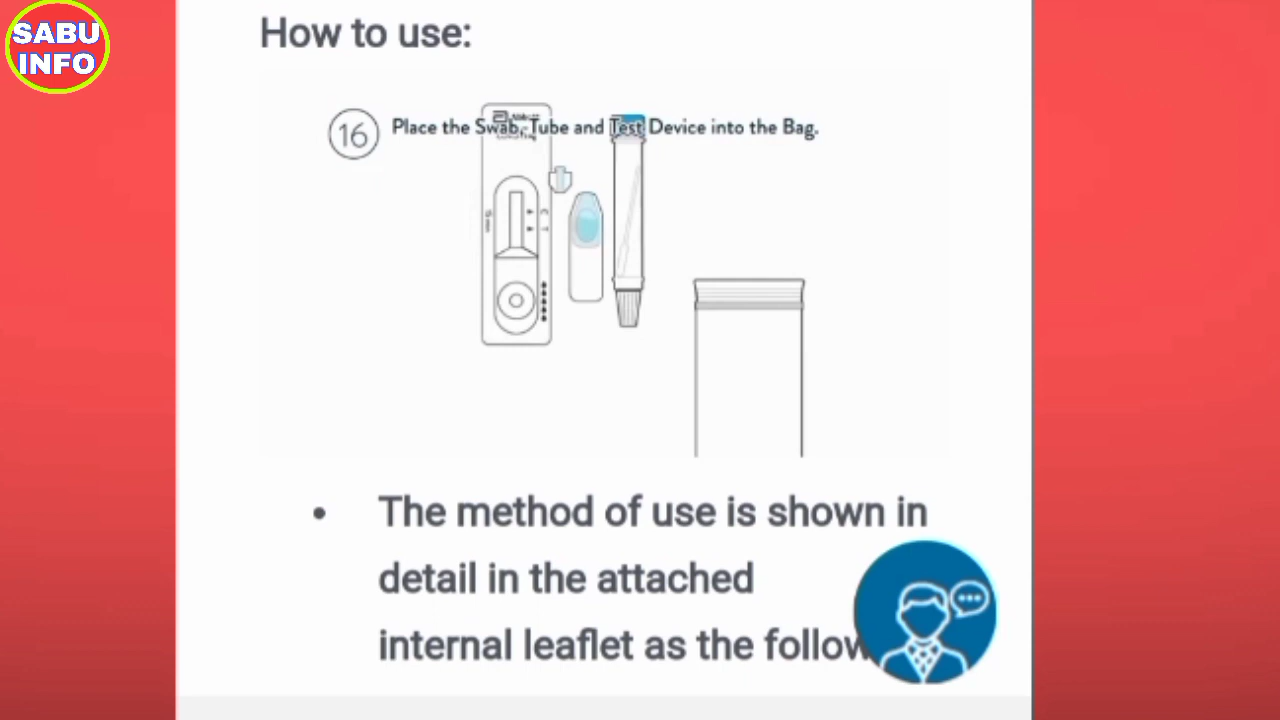 SABU
INFO
How to use:
16 Place the Swab, Tube and Test Device into the Bag.
C
T
• The method of use is shown in
detail in the attached
internal leaflet as the follow